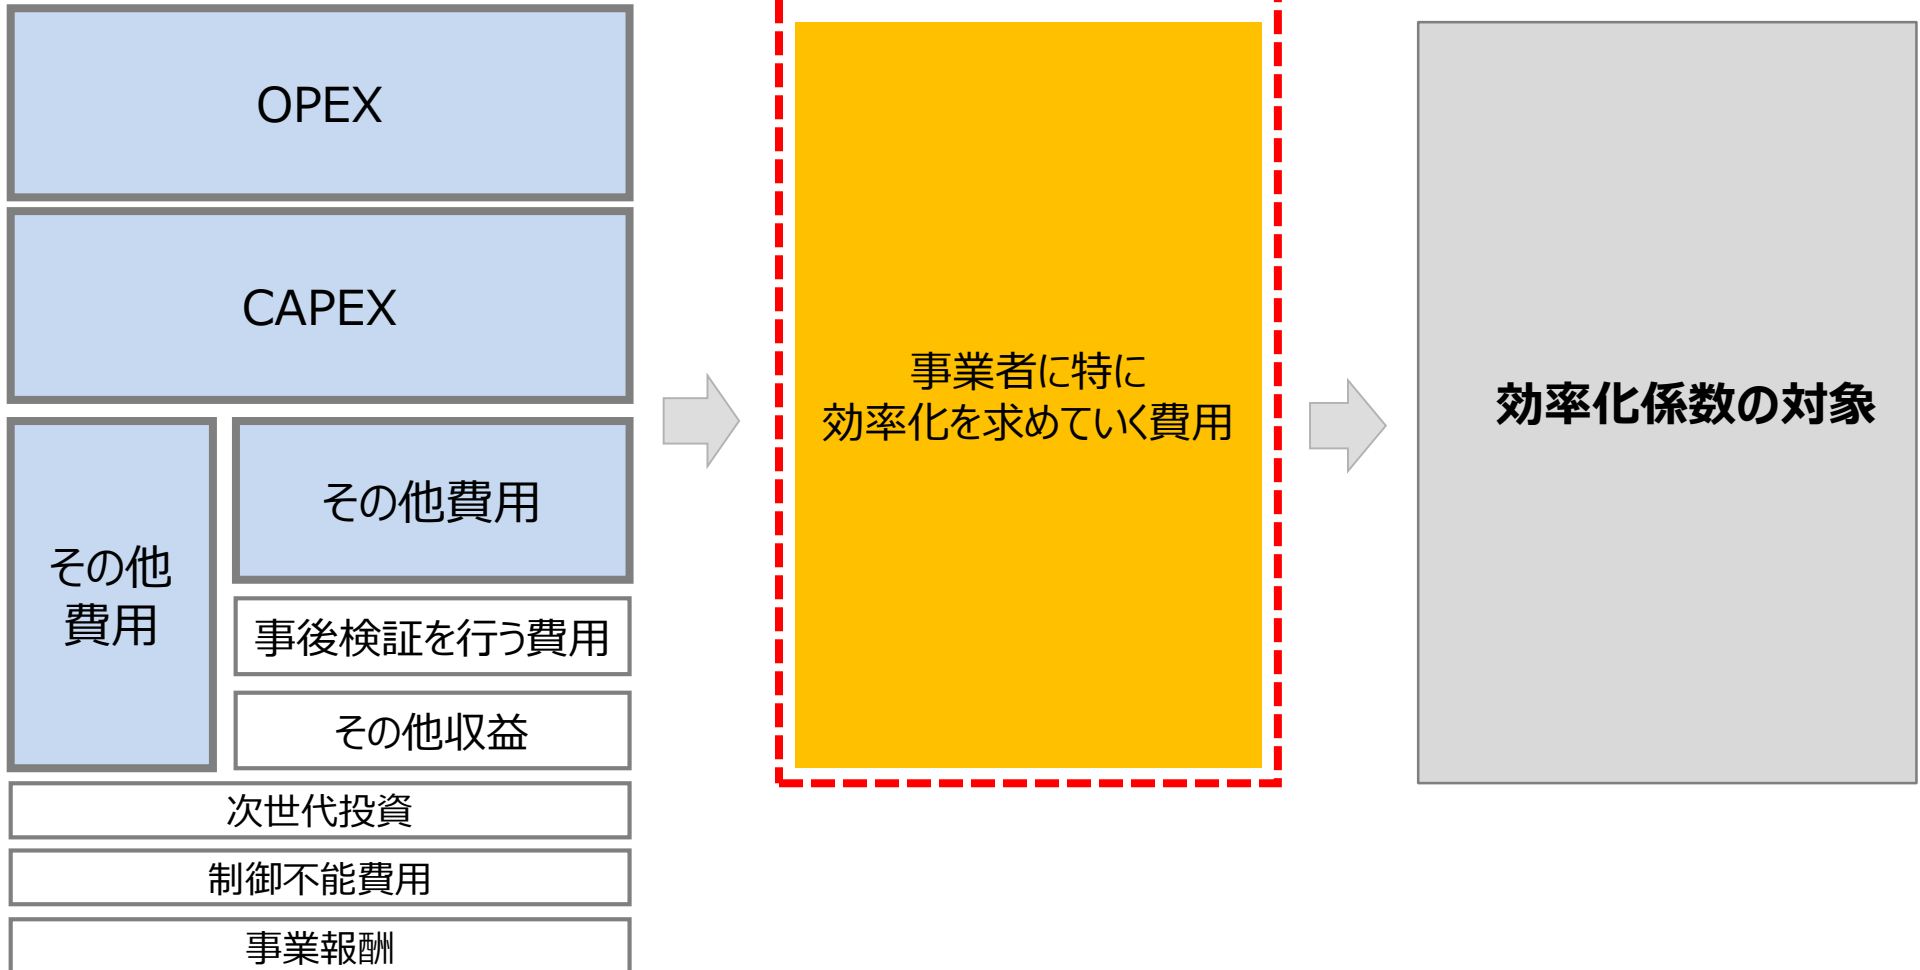 OPEX
CAPEX
その他
費用
その他費用
事後検証を行う費用
その他収益
次世代投資
制御不能費用
事業報酬
事業者に特に
効率化を求めていく費用
効率化係数の対象